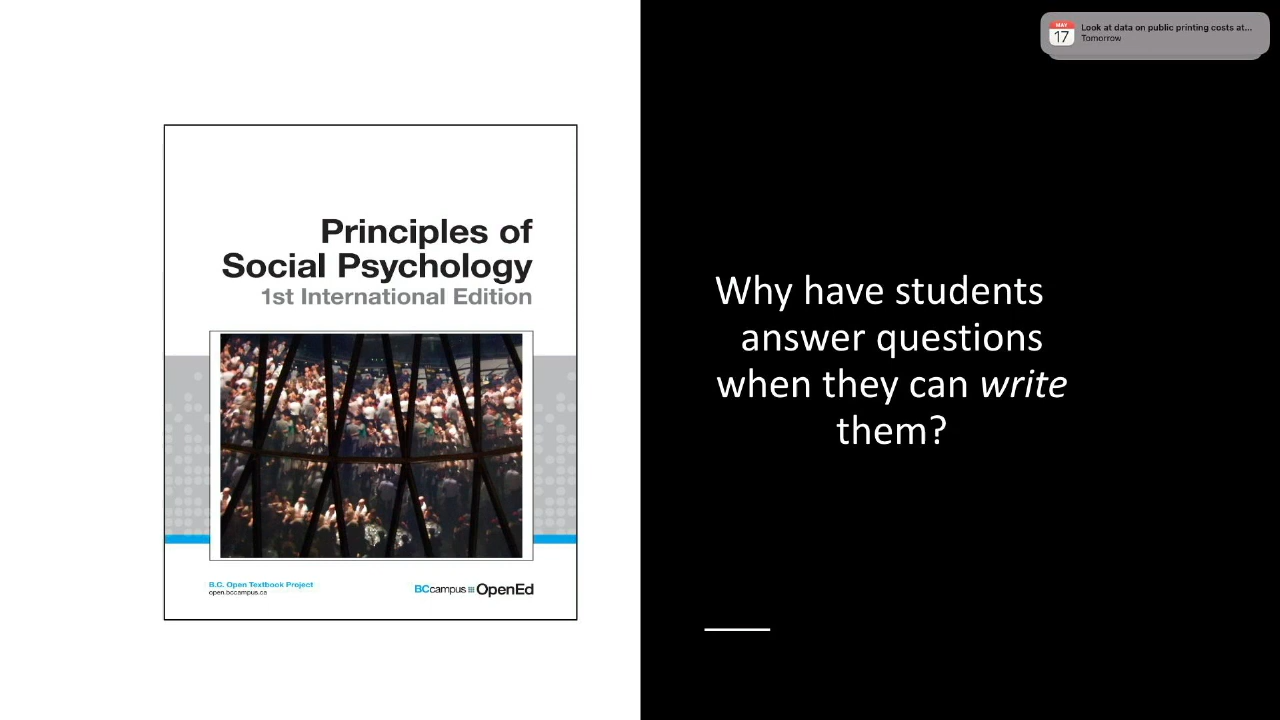 Principles of
Social Psychology
1st International Edition
B.C. Open Textbook Project
open.bccampus.ca
BCcampus OpenEd
Why have students
answer questions
when they can write
them?
MAY
17
Look at data on public printing costs at...
Tomorrow